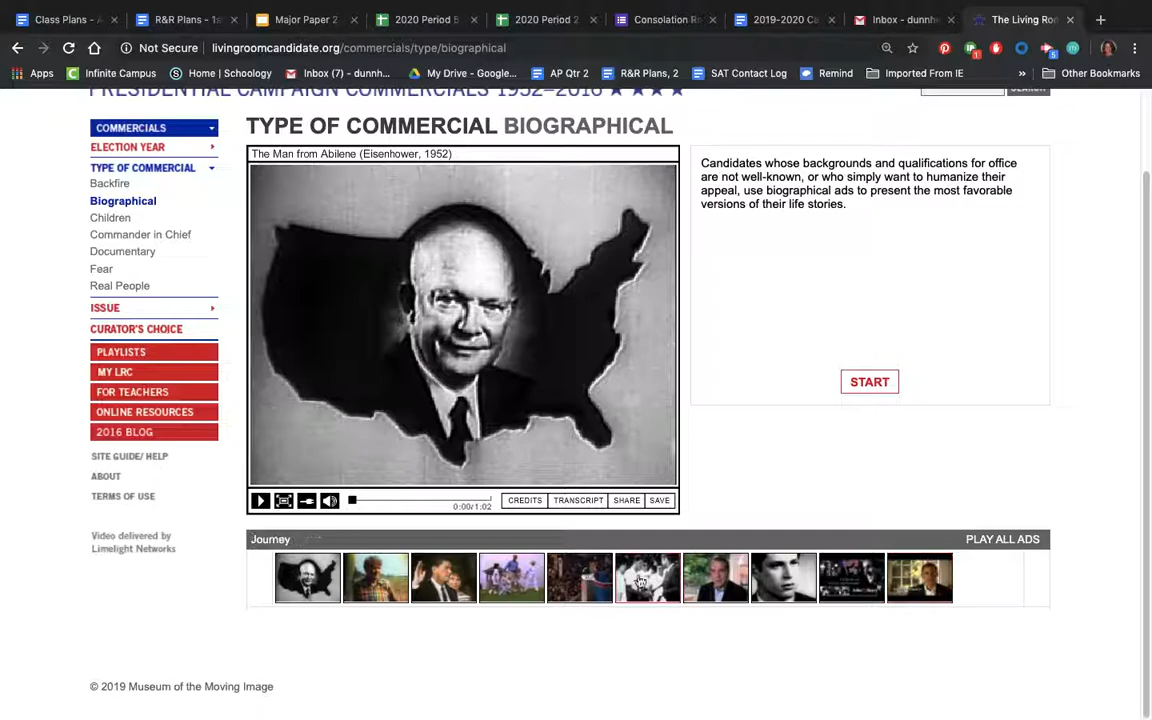 Class Plans - A
R&R Plans - 1s
Major Paper 2
2020 Period 5
2020 Period 2
Consolation R
2019-2020 C
Inbox - dunnh
The Living Roo
Not Secure
livingroomcandidate.org/commercials/type/biographical
1
5
Apps
Infinite Campus
Home | Schoology
Inbox (7) - dunnh...
My Drive - Google...
AP Qtr 2
R&R Plans, 2
SAT Contact Log
Remind
Imported From IE
»
Other Bookmarks
PRESIDENTIAL CAMPAIGN COMMERCIALS 1952–2016 ★ ★ ★ ★
SEARCH
COMMERCIALS
ELECTION YEAR
TYPE OF COMMERCIAL
Backfire
Biographical
Children
Commander in Chief
Documentary
Fear
Real People
ISSUE
CURATOR'S CHOICE
PLAYLISTS
MY LRC
FOR TEACHERS
ONLINE RESOURCES
2016 BLOG
SITE GUIDE/ HELP
ABOUT
TERMS OF USE
Video delivered by
Limelight Networks
TYPE OF COMMERCIAL BIOGRAPHICAL
The Man from Abilene (Eisenhower, 1952)
0:00/1:02
CREDITS
TRANSCRIPT
SHARE
SAVE
Candidates whose backgrounds and qualifications for office
are not well-known, or who simply want to humanize their
appeal, use biographical ads to present the most favorable
versions of their life stories.
START
Journey
PLAY ALL ADS
© 2019 Museum of the Moving Image